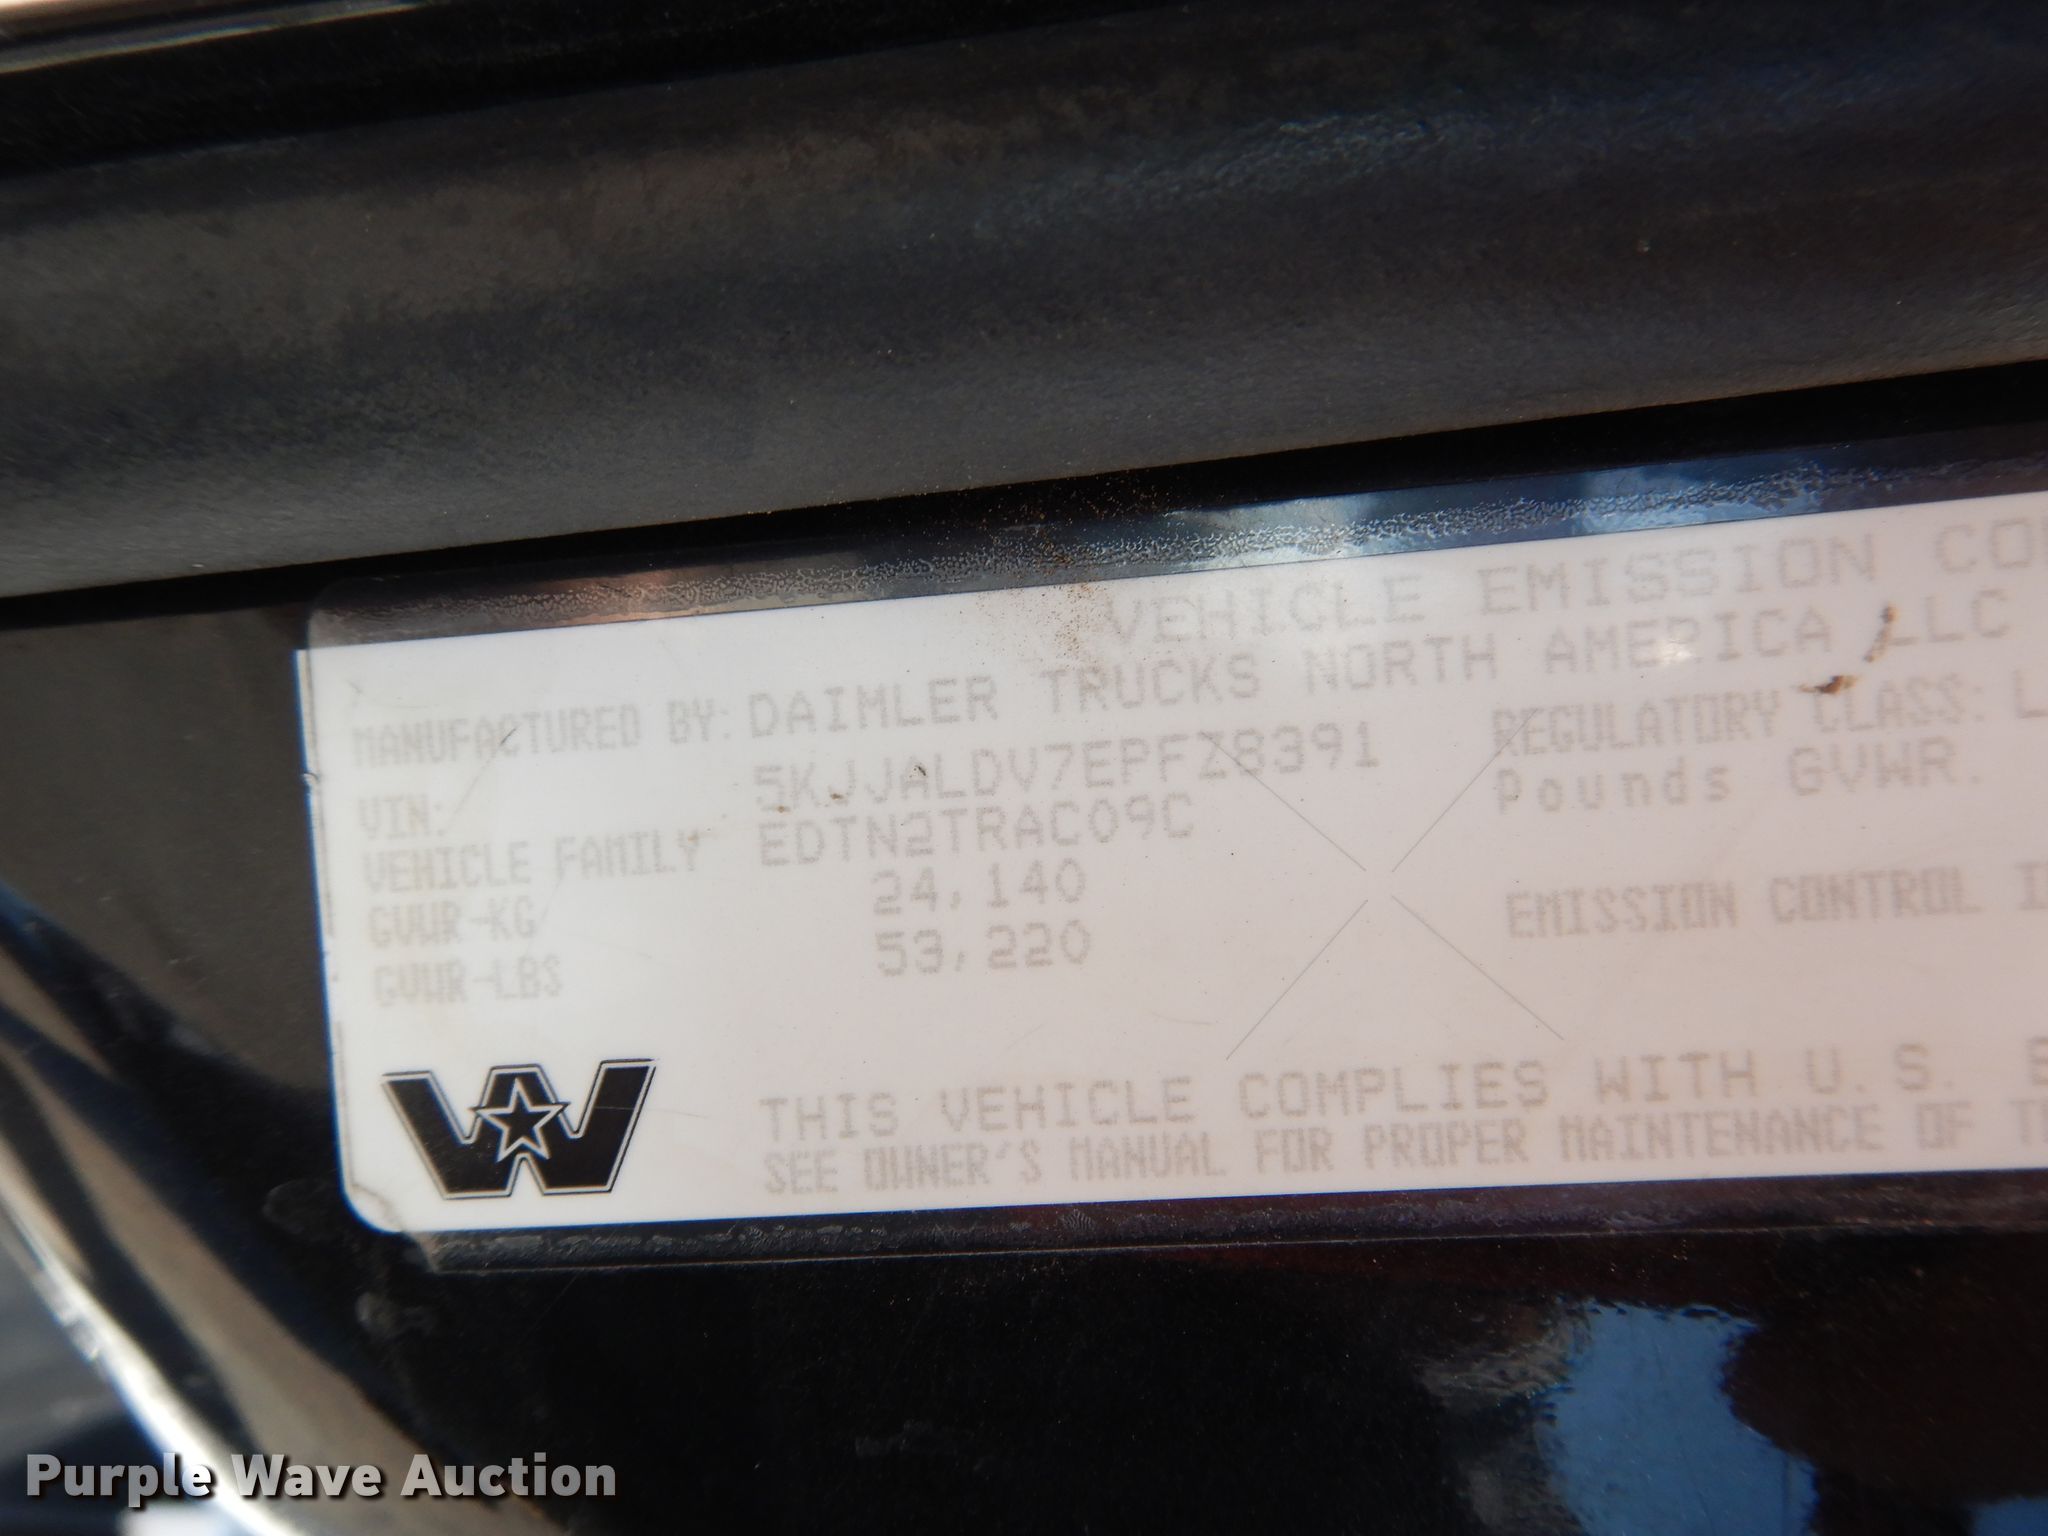 VEHICLE EMISSION CO
MANUFACTURED BY: DAIMLER TRUCKS NORTH AMERICA LLC
VIN: 5KJJALDV7EPFZ8391 REGULATORY CLASS: L
VEHICLE FAMILY EDTN2TRAC09C Pounds GVWR.
GVWR-KG 24,140 EMISSION CONTROL I
GVWR-LBS 53,220
W
THIS VEHICLE COMPLIES WITH U.S. E
SEE OWNER'S MANUAL FOR PROPER MAINTENANCE OF T
Purple Wave Auction